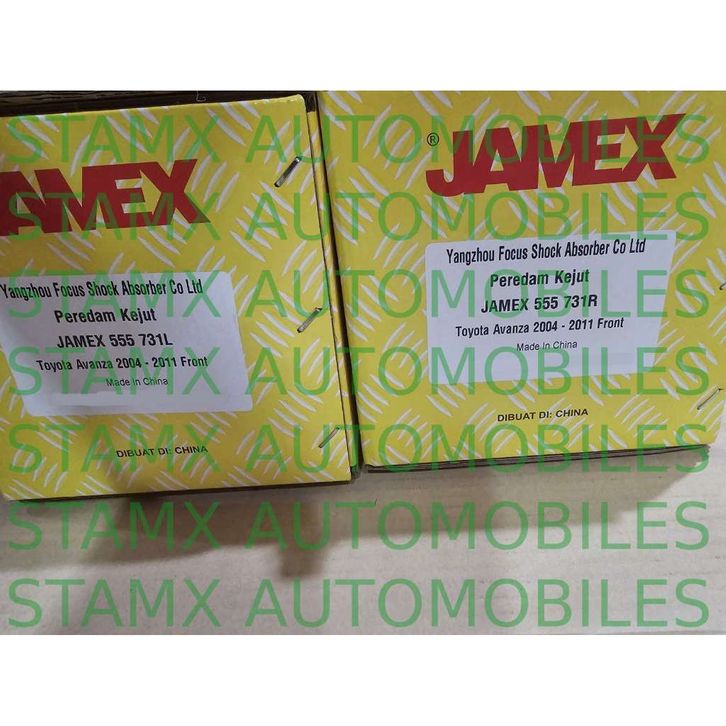 STAMX AUTOMOBILES
STAMX AUTOMOBILES
STAMX AUTOMOBILES
STAMX AUTOMOBILES
STAMX AUTOMOBILES
STAMX AUTOMOBILES
STAMX AUTOMOBILES
STAMX AUTOMOBILES
AMEX
Yangzhou Focus Shock Absorber Co Ltd
Peredam Kejut
JAMEX 555 731L
Toyota Avanza 2004 - 2011 Front
Made In China
DIBUAT DI: CHINA
® JAMEX
Yangzhou Focus Shock Absorber Co Ltd
Peredam Kejut
JAMEX 555 731R
Toyota Avanza 2004 - 2011 Front
Made In China
DIBUAT DI: CHINA